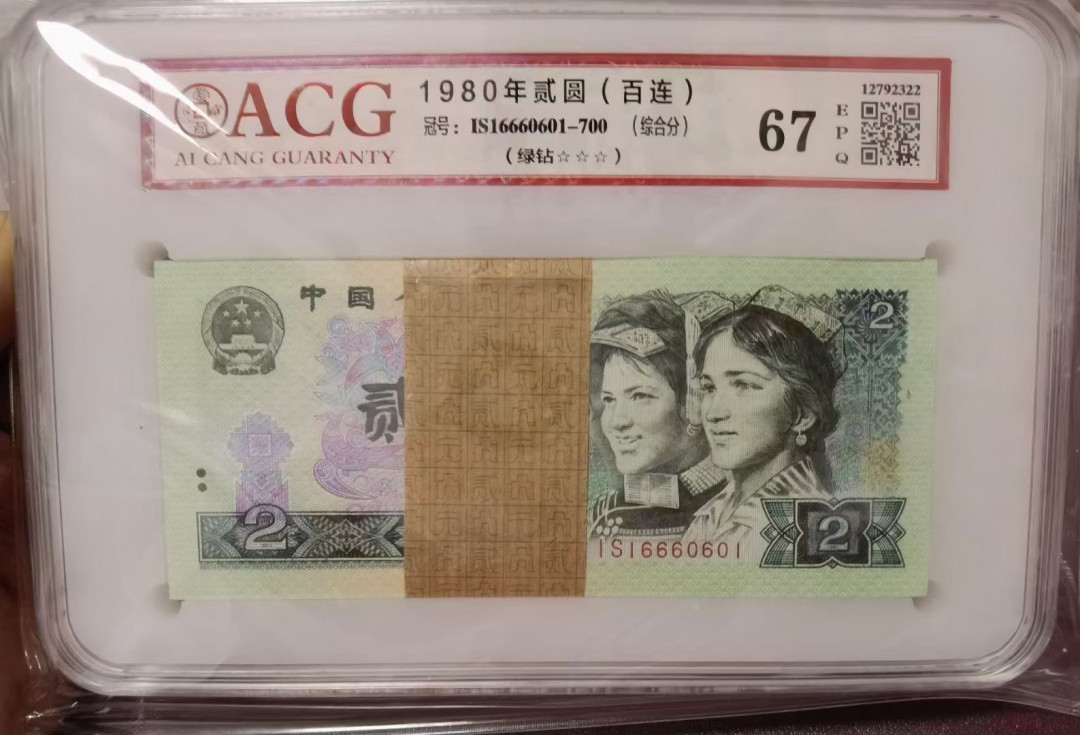 ACG
AI CANG GUARANTY
1980年贰圆（百连）
冠号：IS16660601-700 （综合分）
（绿钻☆☆☆）
67
EPQ
12792322
中国
贰
2
2
2
IS16660601